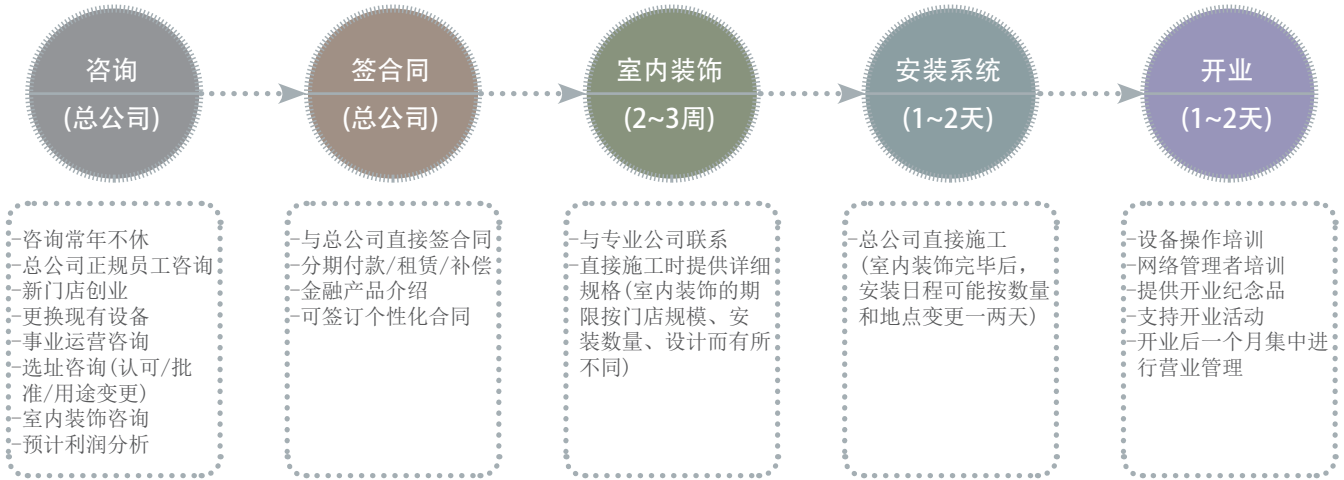 咨询
(总公司)
签合同
(总公司)
室内装饰
(2~3周)
安装系统
(1~2天)
开业
(1~2天)
-咨询常年不休
-总公司正规员工咨询
-新门店创业
-更换现有设备
-事业运营咨询
-选址咨询(认可/批
准/用途变更)
-室内装饰咨询
-预计利润分析
-与总公司直接签合同
-分期付款/租赁/补偿
-金融产品介绍
-可签订个性化合同
-与专业公司联系
-直接施工时提供详细
规格(室内装饰的期
限按门店规模、安
装数量、设计而有所
不同)
-总公司直接施工
(室内装饰完毕后,
安装日程可能按数量
和地点变更一两天)
-设备操作培训
-网络管理者培训
-提供开业纪念品
-支持开业活动
-开业后一个月集中进
行营业管理